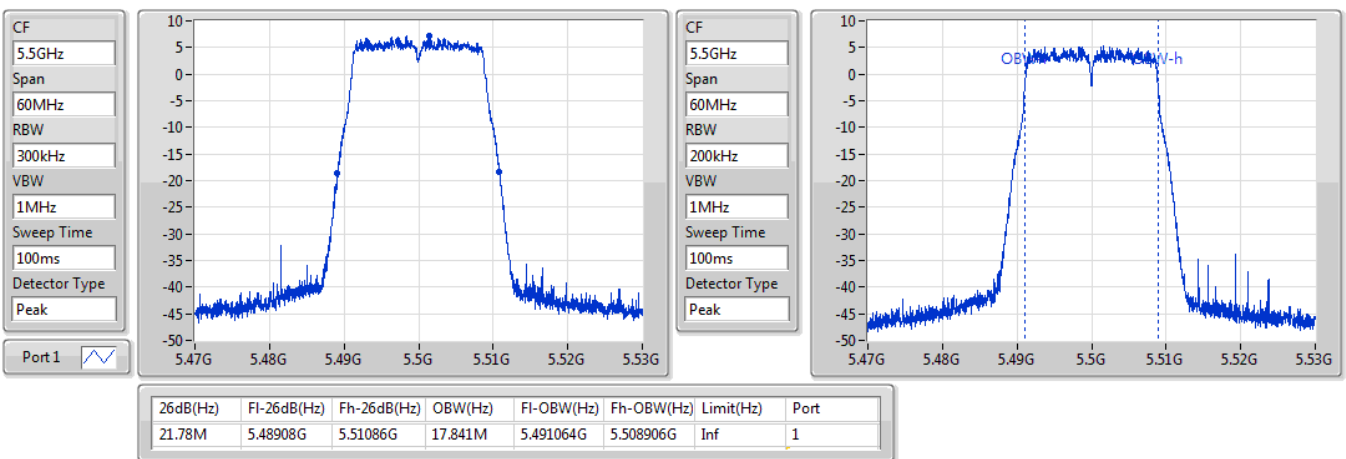 CF
5.5GHz
Span
60MHz
RBW
300kHz
VBW
1MHz
Sweep Time
100ms
Detector Type
Peak
Port 1
10
5
0
-5
-10
-15
-20
-25
-30
-35
-40
-45
-50
5.47G 5.48G 5.49G 5.5G 5.51G 5.52G 5.53G
CF
5.5GHz
Span
60MHz
RBW
200kHz
VBW
1MHz
Sweep Time
100ms
Detector Type
Peak
10
5
0
-5
-10
-15
-20
-25
-30
-35
-40
-45
-50
5.47G 5.48G 5.49G 5.5G 5.51G 5.52G 5.53G
26dB(Hz) Fl-26dB(Hz) Fh-26dB(Hz) OBW(Hz) Fl-OBW(Hz) Fh-OBW(Hz) Limit(Hz) Port
21.78M 5.48908G 5.51086G 17.841M 5.491064G 5.508906G Inf 1